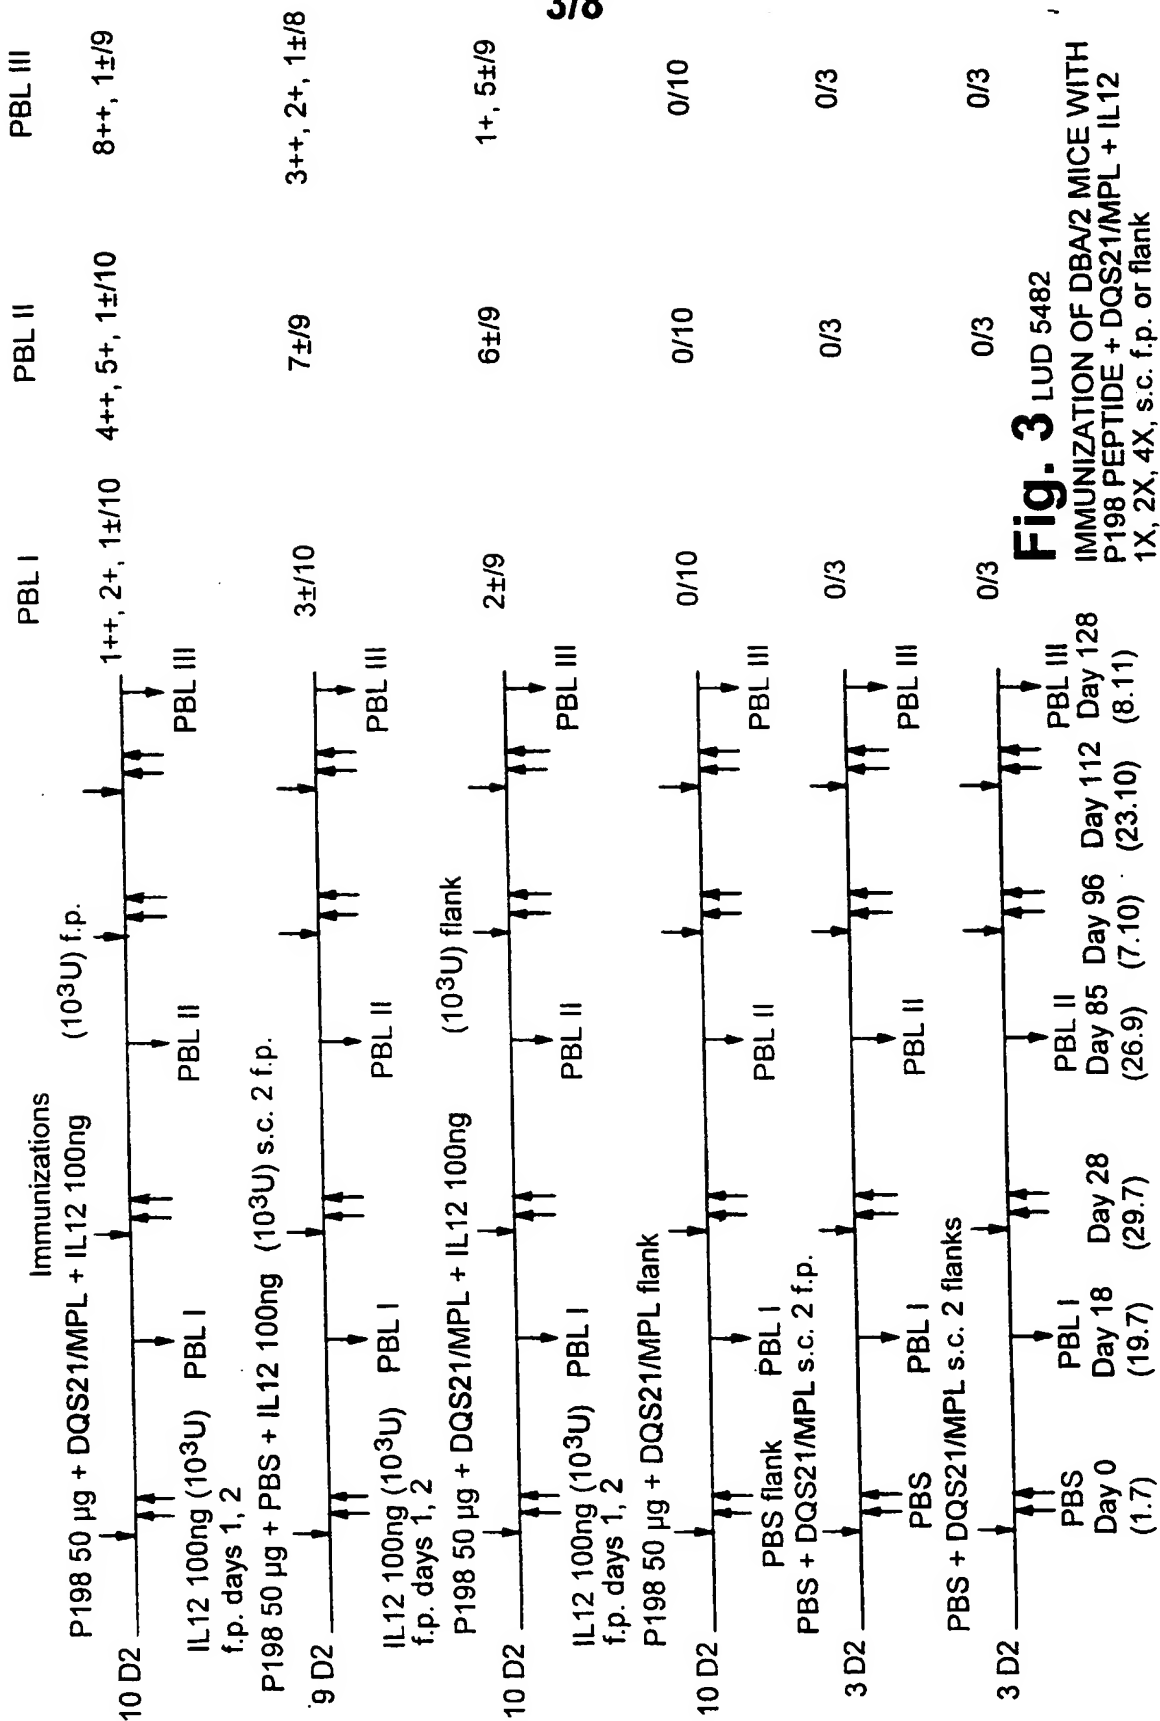 3/8
Immunizations
PBL I
PBL II
PBL III
P198 50 µg + DQS21/MPL + IL12 100ng (10³U) f.p.
10 D2
1++, 2+, 1±/10
4++, 5+, 1±/10
8++, 1±/9
IL12 100ng (10³U) PBL I
PBL II
PBL III
f.p. days 1, 2
P198 50 µg + PBS + IL12 100ng (10³U) s.c. 2 f.p.
9 D2
3±/10
7±/9
3++, 2+, 1±/8
IL12 100ng (10³U) PBL I
PBL II
PBL III
f.p. days 1, 2
P198 50 µg + DQS21/MPL + IL12 100ng (10³U) flank
10 D2
2±/9
6±/9
1+, 5±/9
IL12 100ng (10³U) PBL I
PBL II
PBL III
f.p. days 1, 2
P198 50 µg + DQS21/MPL flank
10 D2
0/10
0/10
0/10
PBS flank PBL I
PBL II
PBL III
PBS + DQS21/MPL s.c. 2 f.p.
3 D2
0/3
0/3
0/3
PBS
PBL I
PBL II
PBL III
PBS + DQS21/MPL s.c. 2 flanks
3 D2
0/3
0/3
0/3
PBS
PBL I
PBL II
PBL III
Day 0 Day 18 Day 28 Day 85 Day 96 Day 112 Day 128
(1.7) (19.7) (29.7) (26.9) (7.10) (23.10) (8.11)
Fig. 3 LUD 5482
IMMUNIZATION OF DBA/2 MICE WITH
P198 PEPTIDE + DQS21/MPL + IL12
1X, 2X, 4X, s.c. f.p. or flank